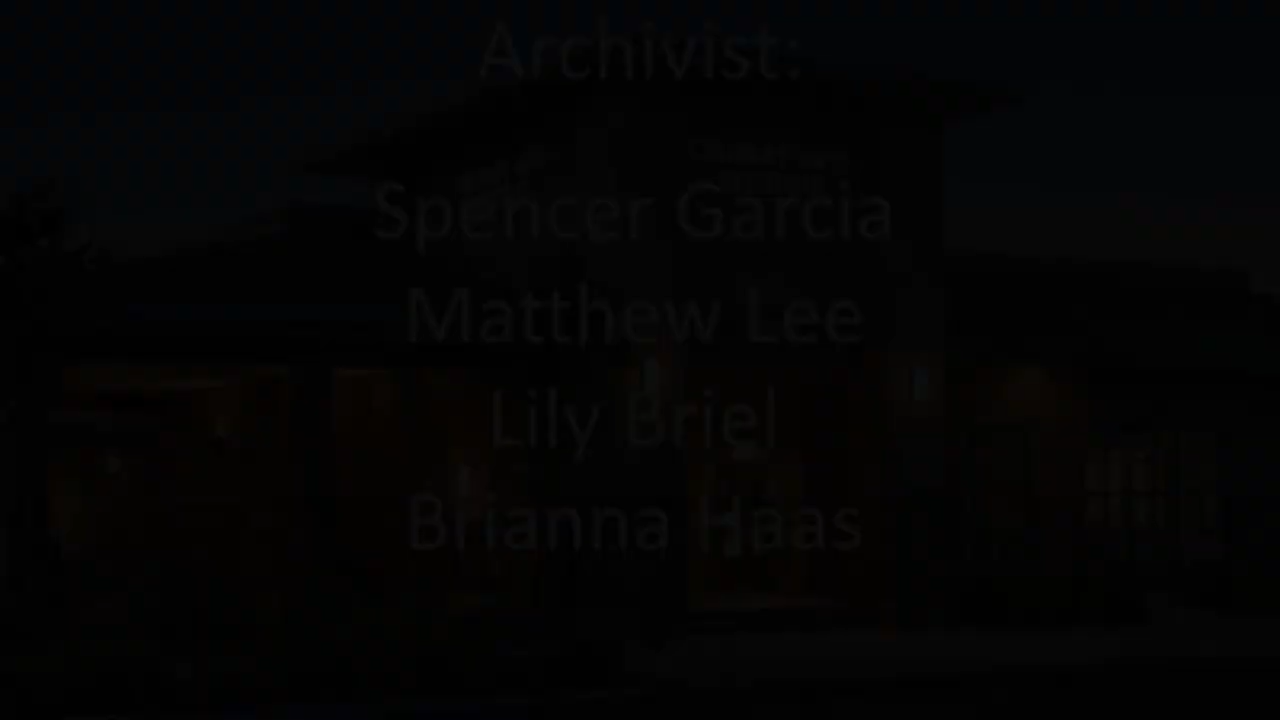 Archivist:
Spencer Garcia
Matthew Lee
Lily Briel
Brianna Haas